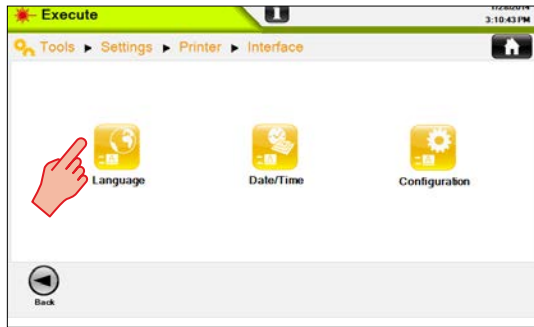 Execute
3:10:43 PM
Tools ▶ Settings ▶ Printer ▶ Interface
Language
Date/Time
Configuration
Back